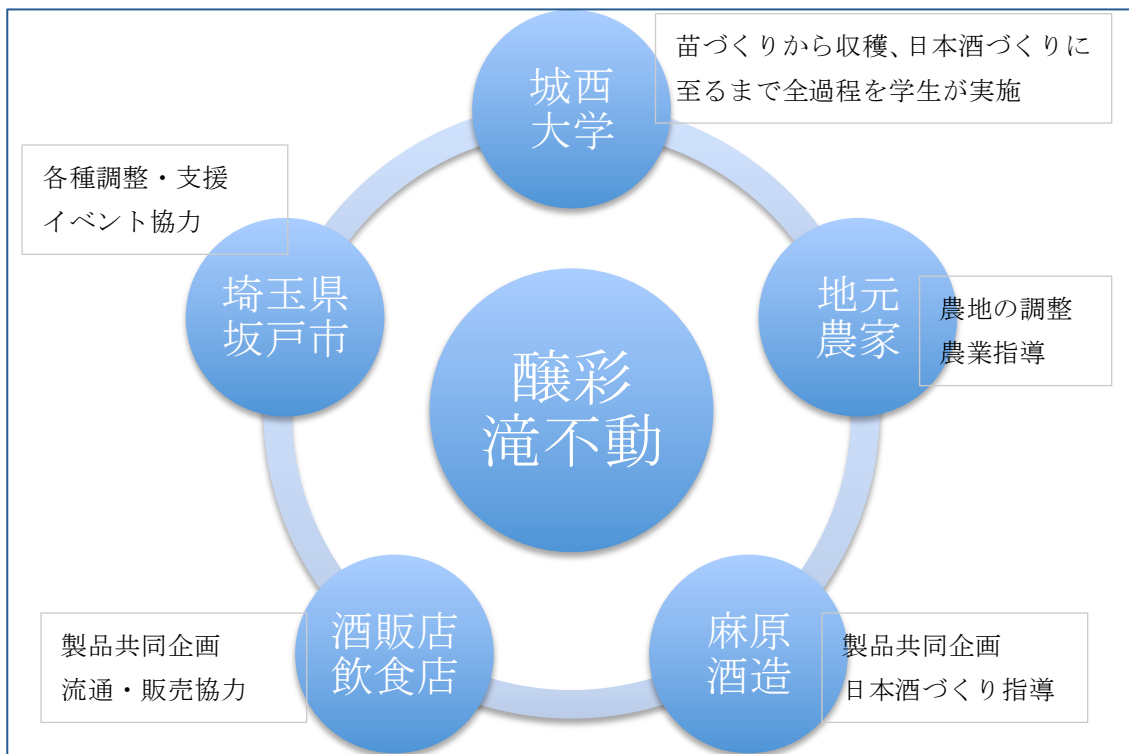 城西
大学
苗づくりから収穫、日本酒づくりに
至るまで全過程を学生が実施
各種調整・支援
イベント協力
埼玉県
坂戸市
地元
農家
農地の調整
農業指導
醸彩
滝不動
酒販店
飲食店
製品共同企画
流通・販売協力
麻原
酒造
製品共同企画
日本酒づくり指導